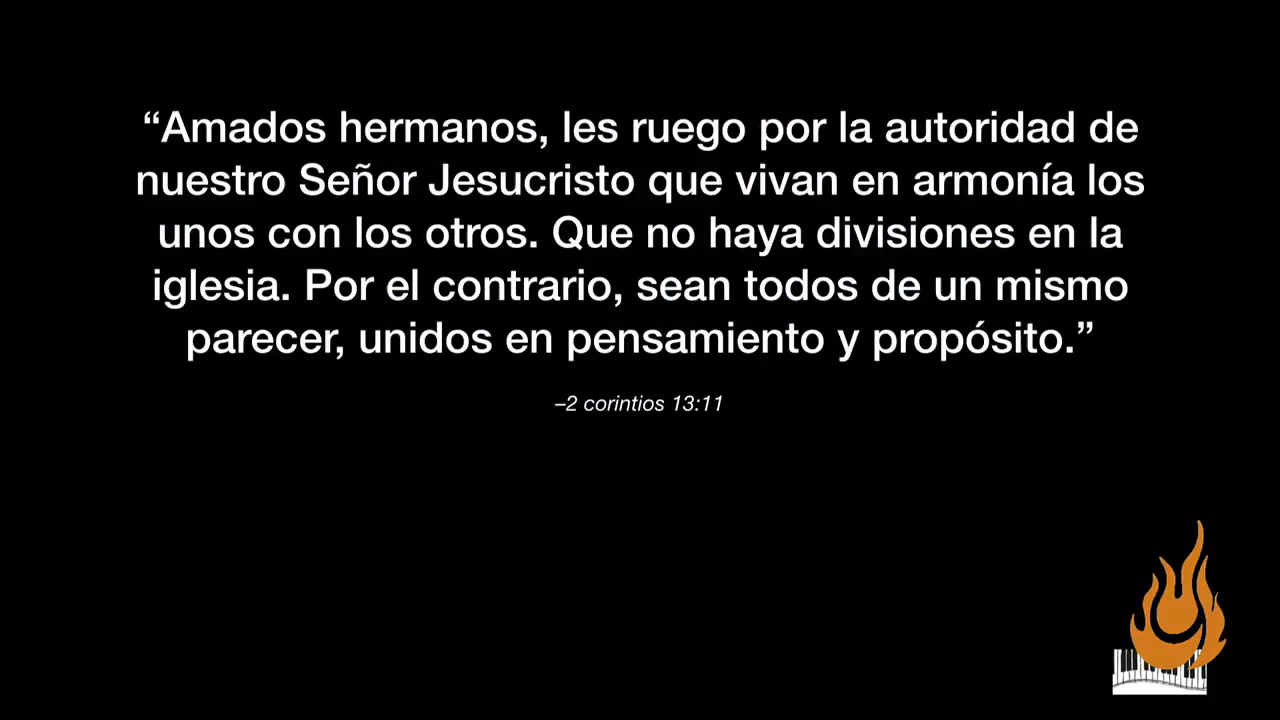 “Amados hermanos, les ruego por la autoridad de
nuestro Señor Jesucristo que vivan en armonía los
unos con los otros. Que no haya divisiones en la
iglesia. Por el contrario, sean todos de un mismo
parecer, unidos en pensamiento y propósito.”
–2 corintios 13:11